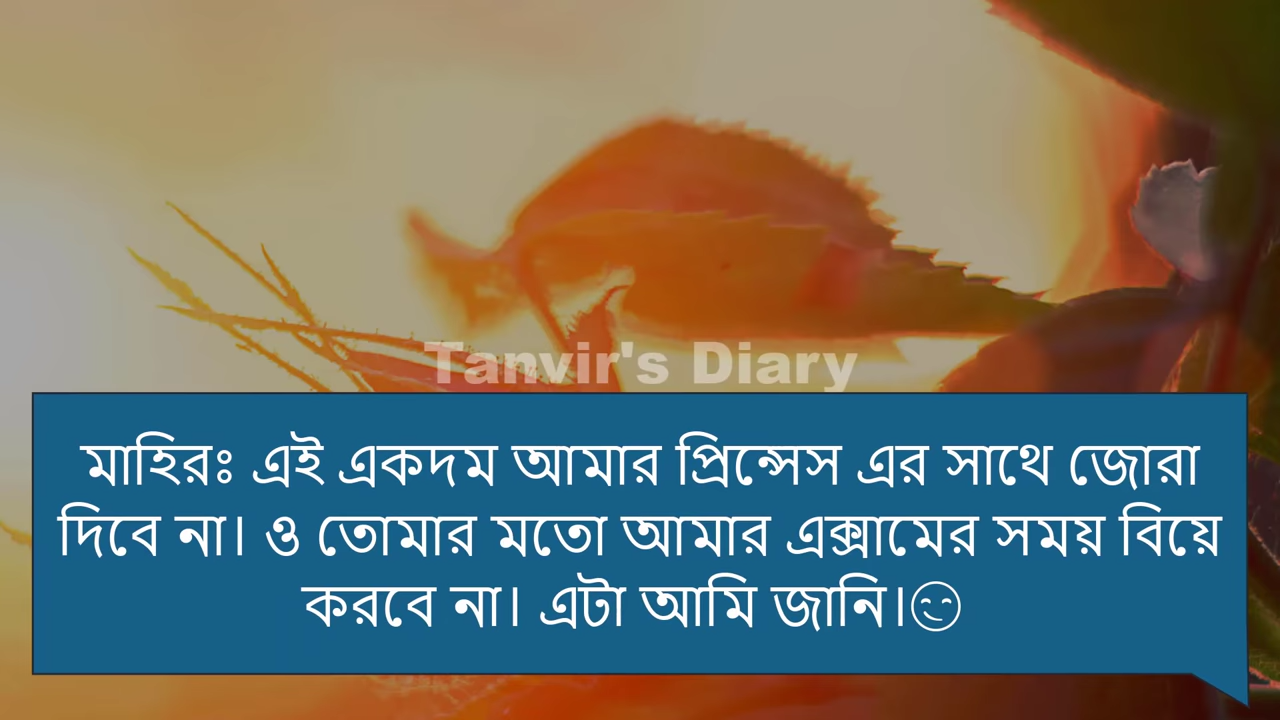 Tanvir's Diary
মাহিরঃ এই একদম আমার প্রিন্সেস এর সাথে জোরা
দিবে না। ও তোমার মতো আমার এক্সামের সময় বিয়ে
করবে না। এটা আমি জানি।😊